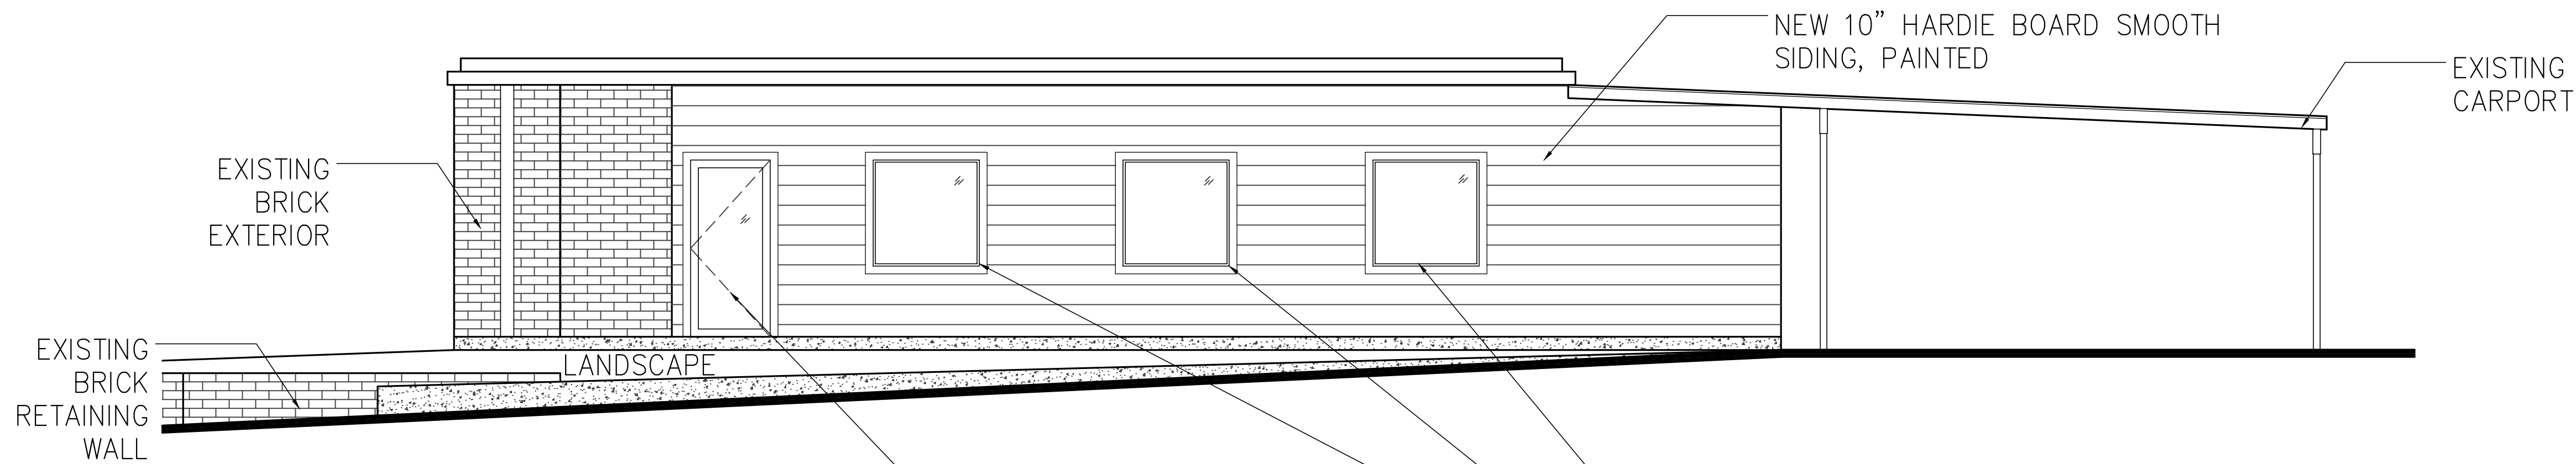 NEW 10” HARDIE BOARD SMOOTH
SIDING, PAINTED
EXISTING
CARPORT
EXISTING
BRICK
EXTERIOR
EXISTING
BRICK
RETAINING
WALL
LANDSCAPE